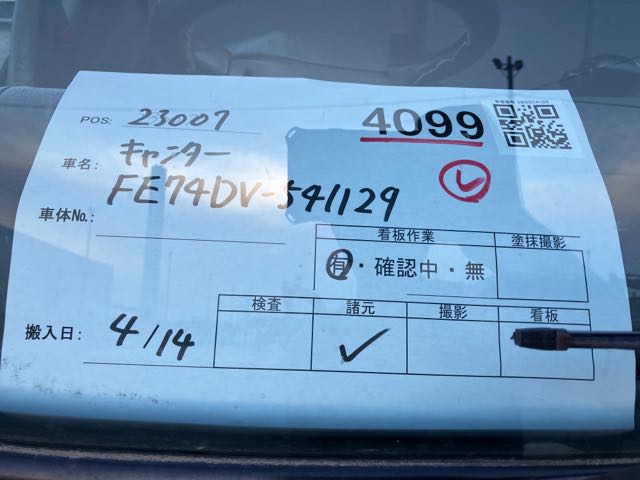 POS: 23007
4099
車名: キャンター
車体No.: FE74DV-541129
看板作業 塗抹撮影
有・確認中・無
検査 諸元 撮影 看板
搬入日: 4/14 ✓